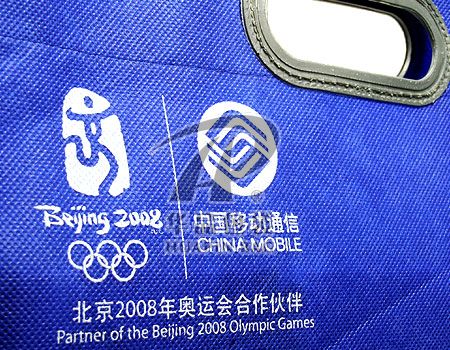 Beijing 2008
中国移动通信
CHINA MOBILE
北京2008年奥运会合作伙伴
Partner of the Beijing 2008 Olympic Games